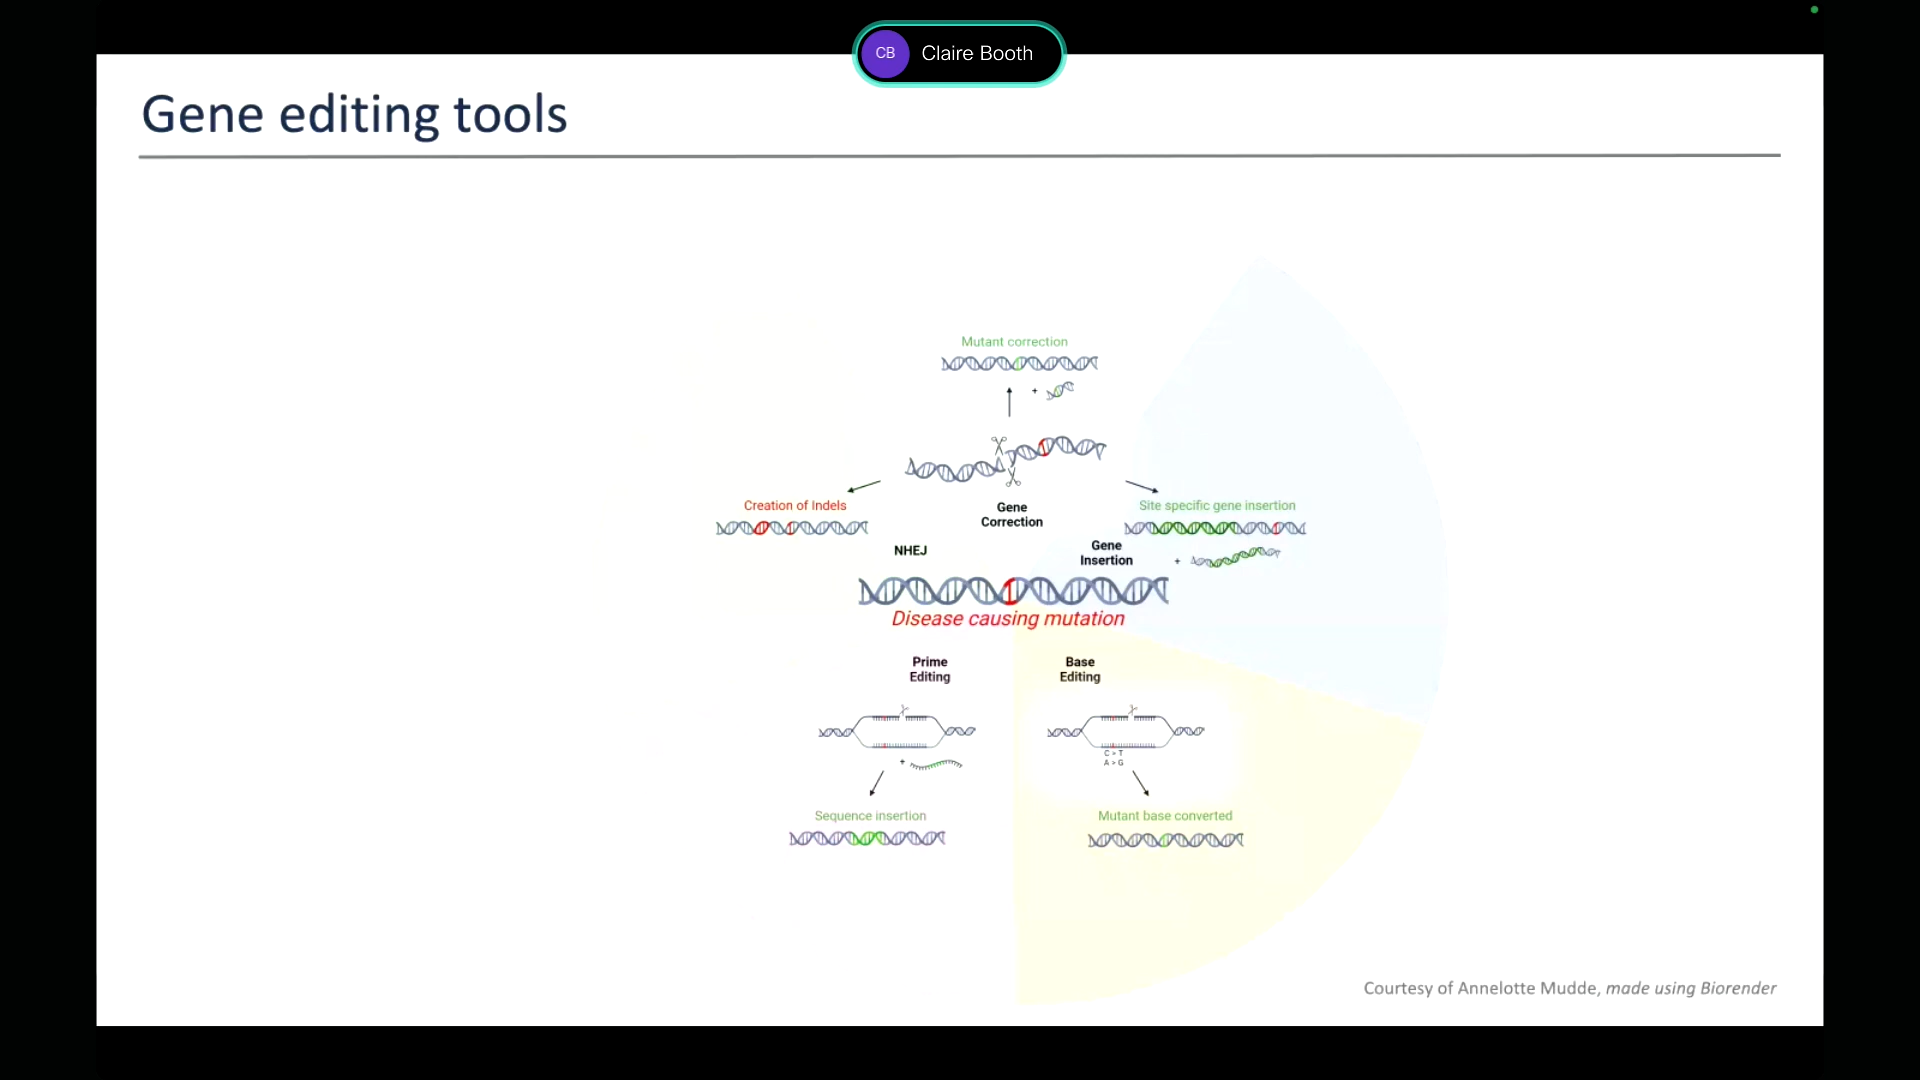 CB
Claire Booth
Gene editing tools
Mutant correction
+
Creation of Indels
Gene
Correction
Site specific gene insertion
NHEJ
Gene
Insertion
+
Disease causing mutation
Prime
Editing
Base
Editing
+
C > T
A > G
Sequence insertion
Mutant base converted
Courtesy of Annelotte Mudde, made using Biorender